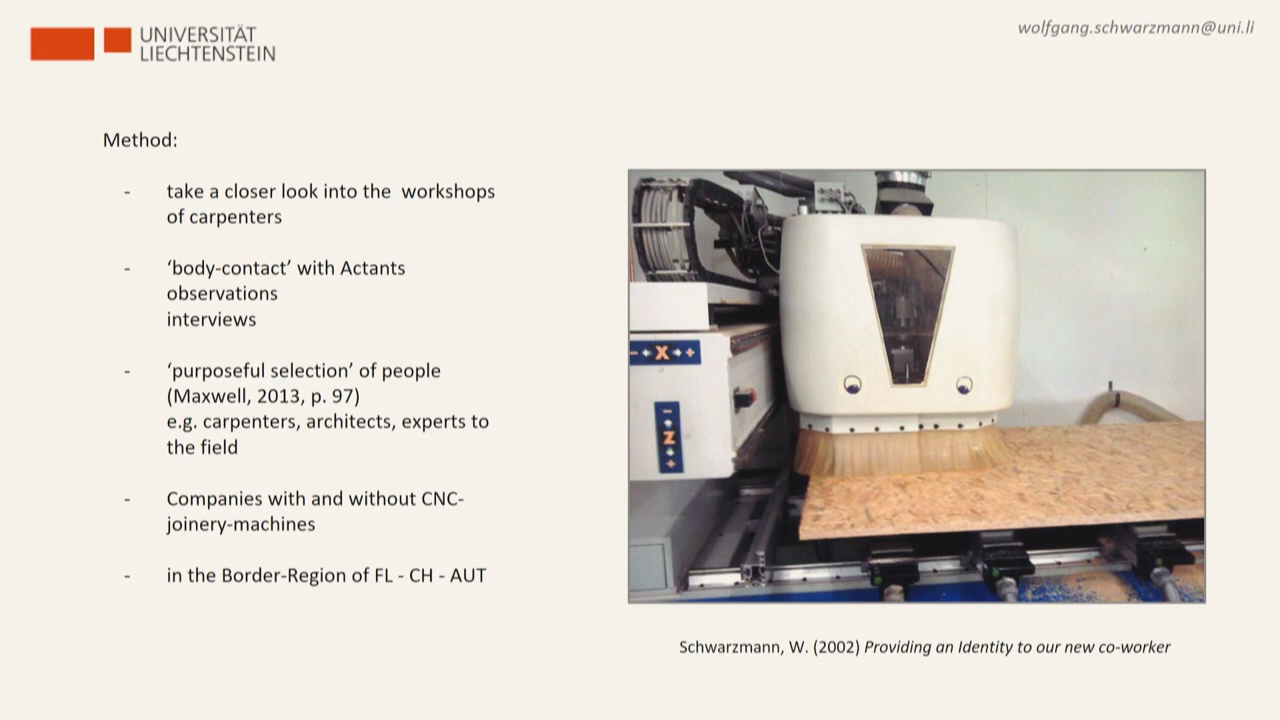 UNIVERSITÄT
LIECHTENSTEIN
wolfgang.schwarzmann@uni.li
Method:
- take a closer look into the workshops
of carpenters
- ‘body-contact’ with Actants
observations
interviews
- ‘purposeful selection’ of people
(Maxwell, 2013, p. 97)
e.g. carpenters, architects, experts to
the field
- Companies with and without CNC-
joinery-machines
- in the Border-Region of FL - CH - AUT
- X +
- Z +
Schwarzmann, W. (2002) Providing an Identity to our new co-worker